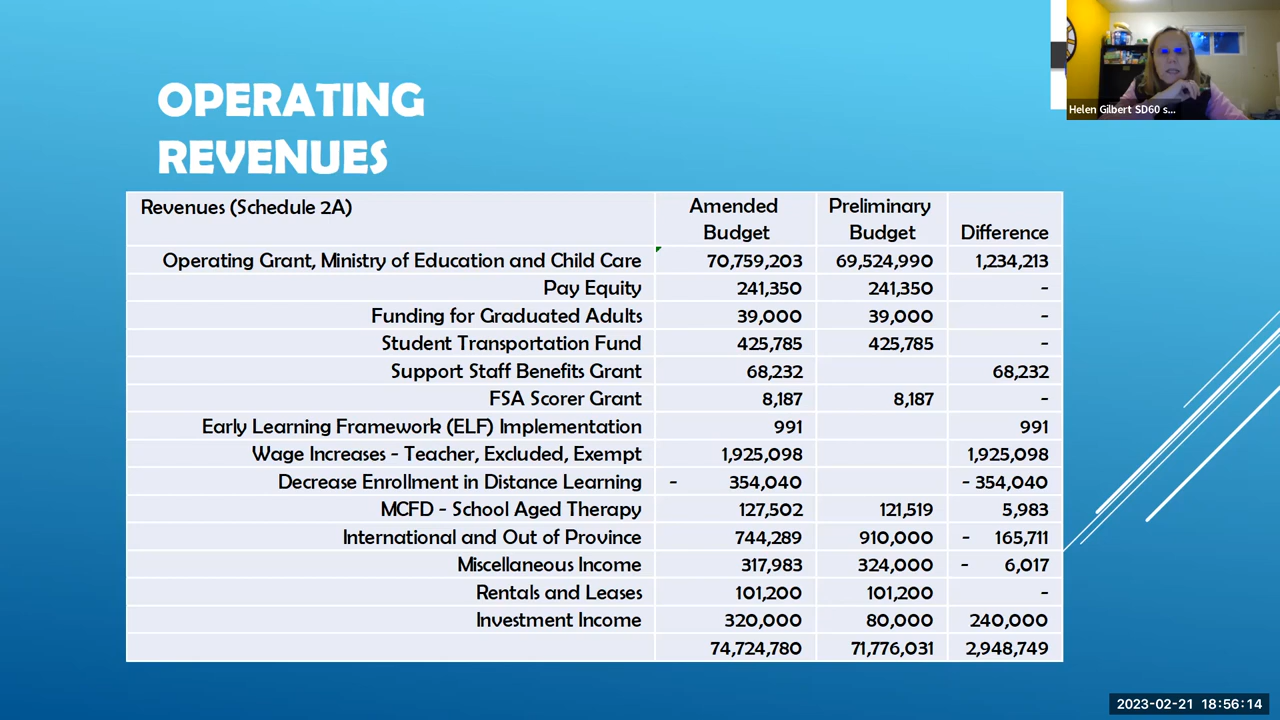 Helen Gilbert SD60 s...
OPERATING
REVENUES
Revenues (Schedule 2A) Amended Budget Preliminary Budget Difference
Operating Grant, Ministry of Education and Child Care 70,759,203 69,524,990 1,234,213
Pay Equity 241,350 241,350 -
Funding for Graduated Adults 39,000 39,000 -
Student Transportation Fund 425,785 425,785 -
Support Staff Benefits Grant 68,232 68,232
FSA Scorer Grant 8,187 8,187 -
Early Learning Framework (ELF) Implementation 991 991
Wage Increases - Teacher, Excluded, Exempt 1,925,098 1,925,098
Decrease Enrollment in Distance Learning - 354,040 - 354,040
MCFD - School Aged Therapy 127,502 121,519 5,983
International and Out of Province 744,289 910,000 - 165,711
Miscellaneous Income 317,983 324,000 - 6,017
Rentals and Leases 101,200 101,200 -
Investment Income 320,000 80,000 240,000
74,724,780 71,776,031 2,948,749
2023-02-21 18:56:14